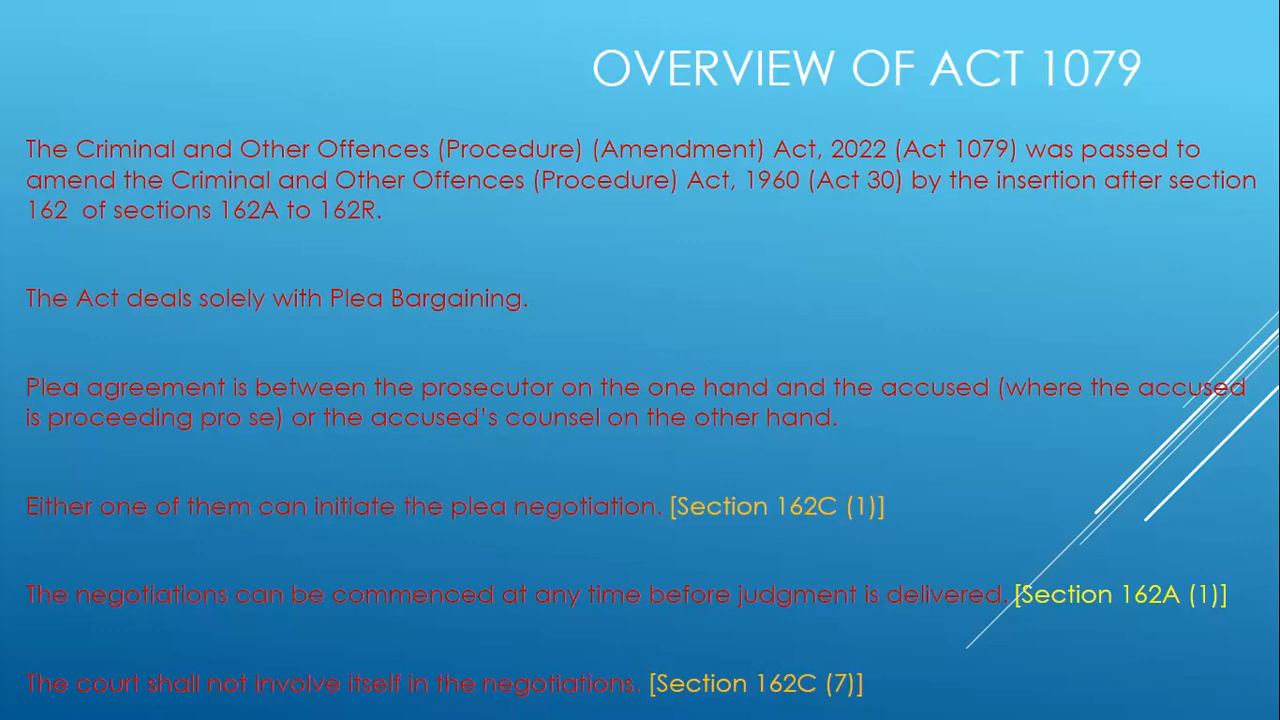 OVERVIEW OF ACT 1079
The Criminal and Other Offences (Procedure) (Amendment) Act, 2022 (Act 1079) was passed to
amend the Criminal and Other Offences (Procedure) Act, 1960 (Act 30) by the insertion after section
162 of sections 162A to 162R.
The Act deals solely with Plea Bargaining.
Plea agreement is between the prosecutor on the one hand and the accused (where the accused
is proceeding pro se) or the accused’s counsel on the other hand.
Either one of them can initiate the plea negotiation. [Section 162C (1)]
The negotiations can be commenced at any time before judgment is delivered. [Section 162A (1)]
The court shall not involve itself in the negotiations. [Section 162C (7)]